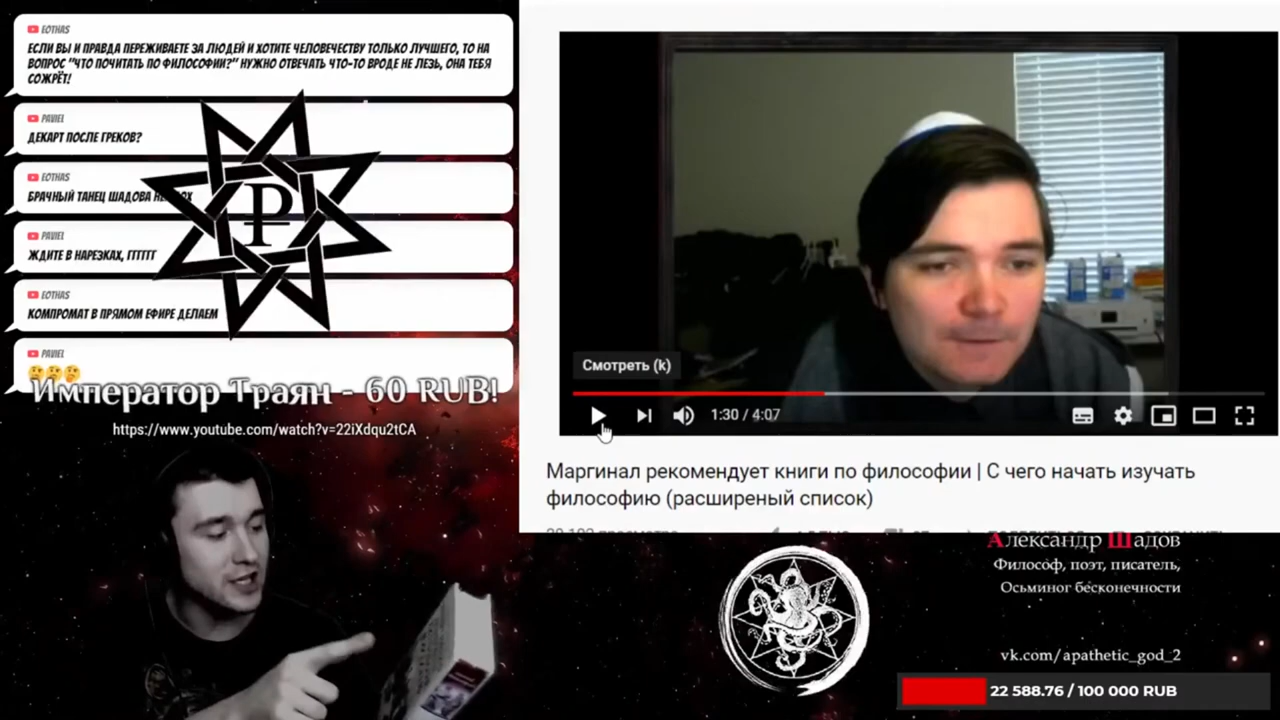 EOTHAS
ЕСЛИ ВЫ И ПРАВДА ПЕРЕЖИВАЕТЕ ЗА ЛЮДЕЙ И ХОТИТЕ ЧЕЛОВЕЧЕСТВУ ТОЛЬКО ЛУЧШЕГО, ТО НА
ВОПРОС "ЧТО ПОЧИТАТЬ ПО ФИЛОСОФИИ?" НУЖНО ОТВЕЧАТЬ ЧТО-ТО ВРОДЕ НЕ ЛЕЗЬ, ОНА ТЕБЯ
СОЖРЁТ!
PAVIEL
ДЕКАРТ ПОСЛЕ ГРЕКОВ?
EOTHAS
БРАЧНЫЙ ТАНЕЦ ШАДОВА
PAVIEL
ЖДИТЕ В НАРЕЗКАХ, ГГГГГГ
EOTHAS
КОМПРОМАТ В ПРЯМОМ ЕФИРЕ ДЕЛАЕМ
PAVIEL
🤔🤔🤔
Император Траян - 60 RUB!
https://www.youtube.com/watch?v=22iXdqu2tCA
Смотреть (k)
1:30 / 4:07
Маргинал рекомендует книги по философии | С чего начать изучать
философию (расширеный список)
Александр Шадов
Философ, поэт, писатель,
Осьминог бесконечности
vk.com/apathetic_god_2
22 588.76 / 100 000 RUB